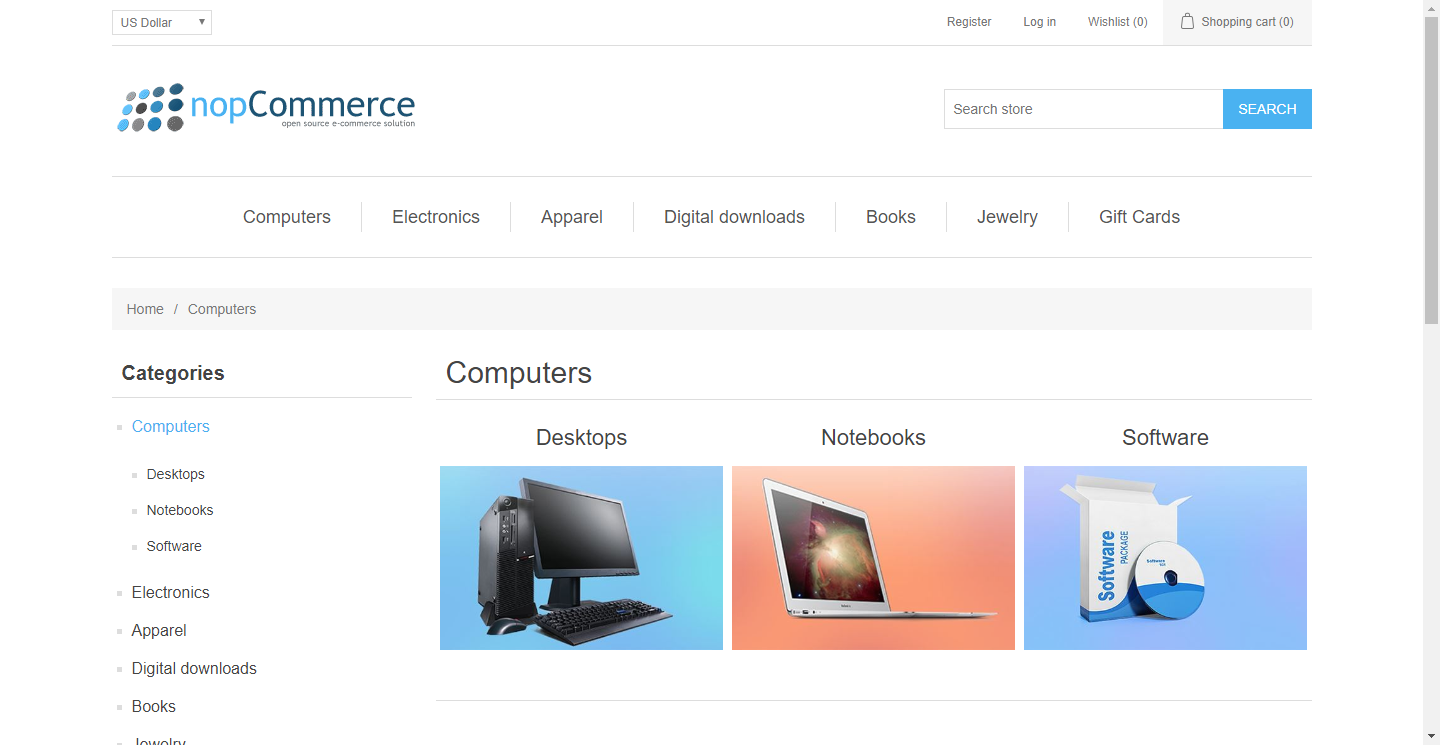 US Dollar
Register
Log in
Wishlist (0)
Shopping cart (0)
nopCommerce
open source e-commerce solution
Search store
SEARCH
Computers
Electronics
Apparel
Digital downloads
Books
Jewelry
Gift Cards
Home / Computers
Categories
Computers
Desktops
Notebooks
Software
Electronics
Apparel
Digital downloads
Books
Jewelry
Computers
Desktops
Notebooks
Software
Software
PACKAGE
Software